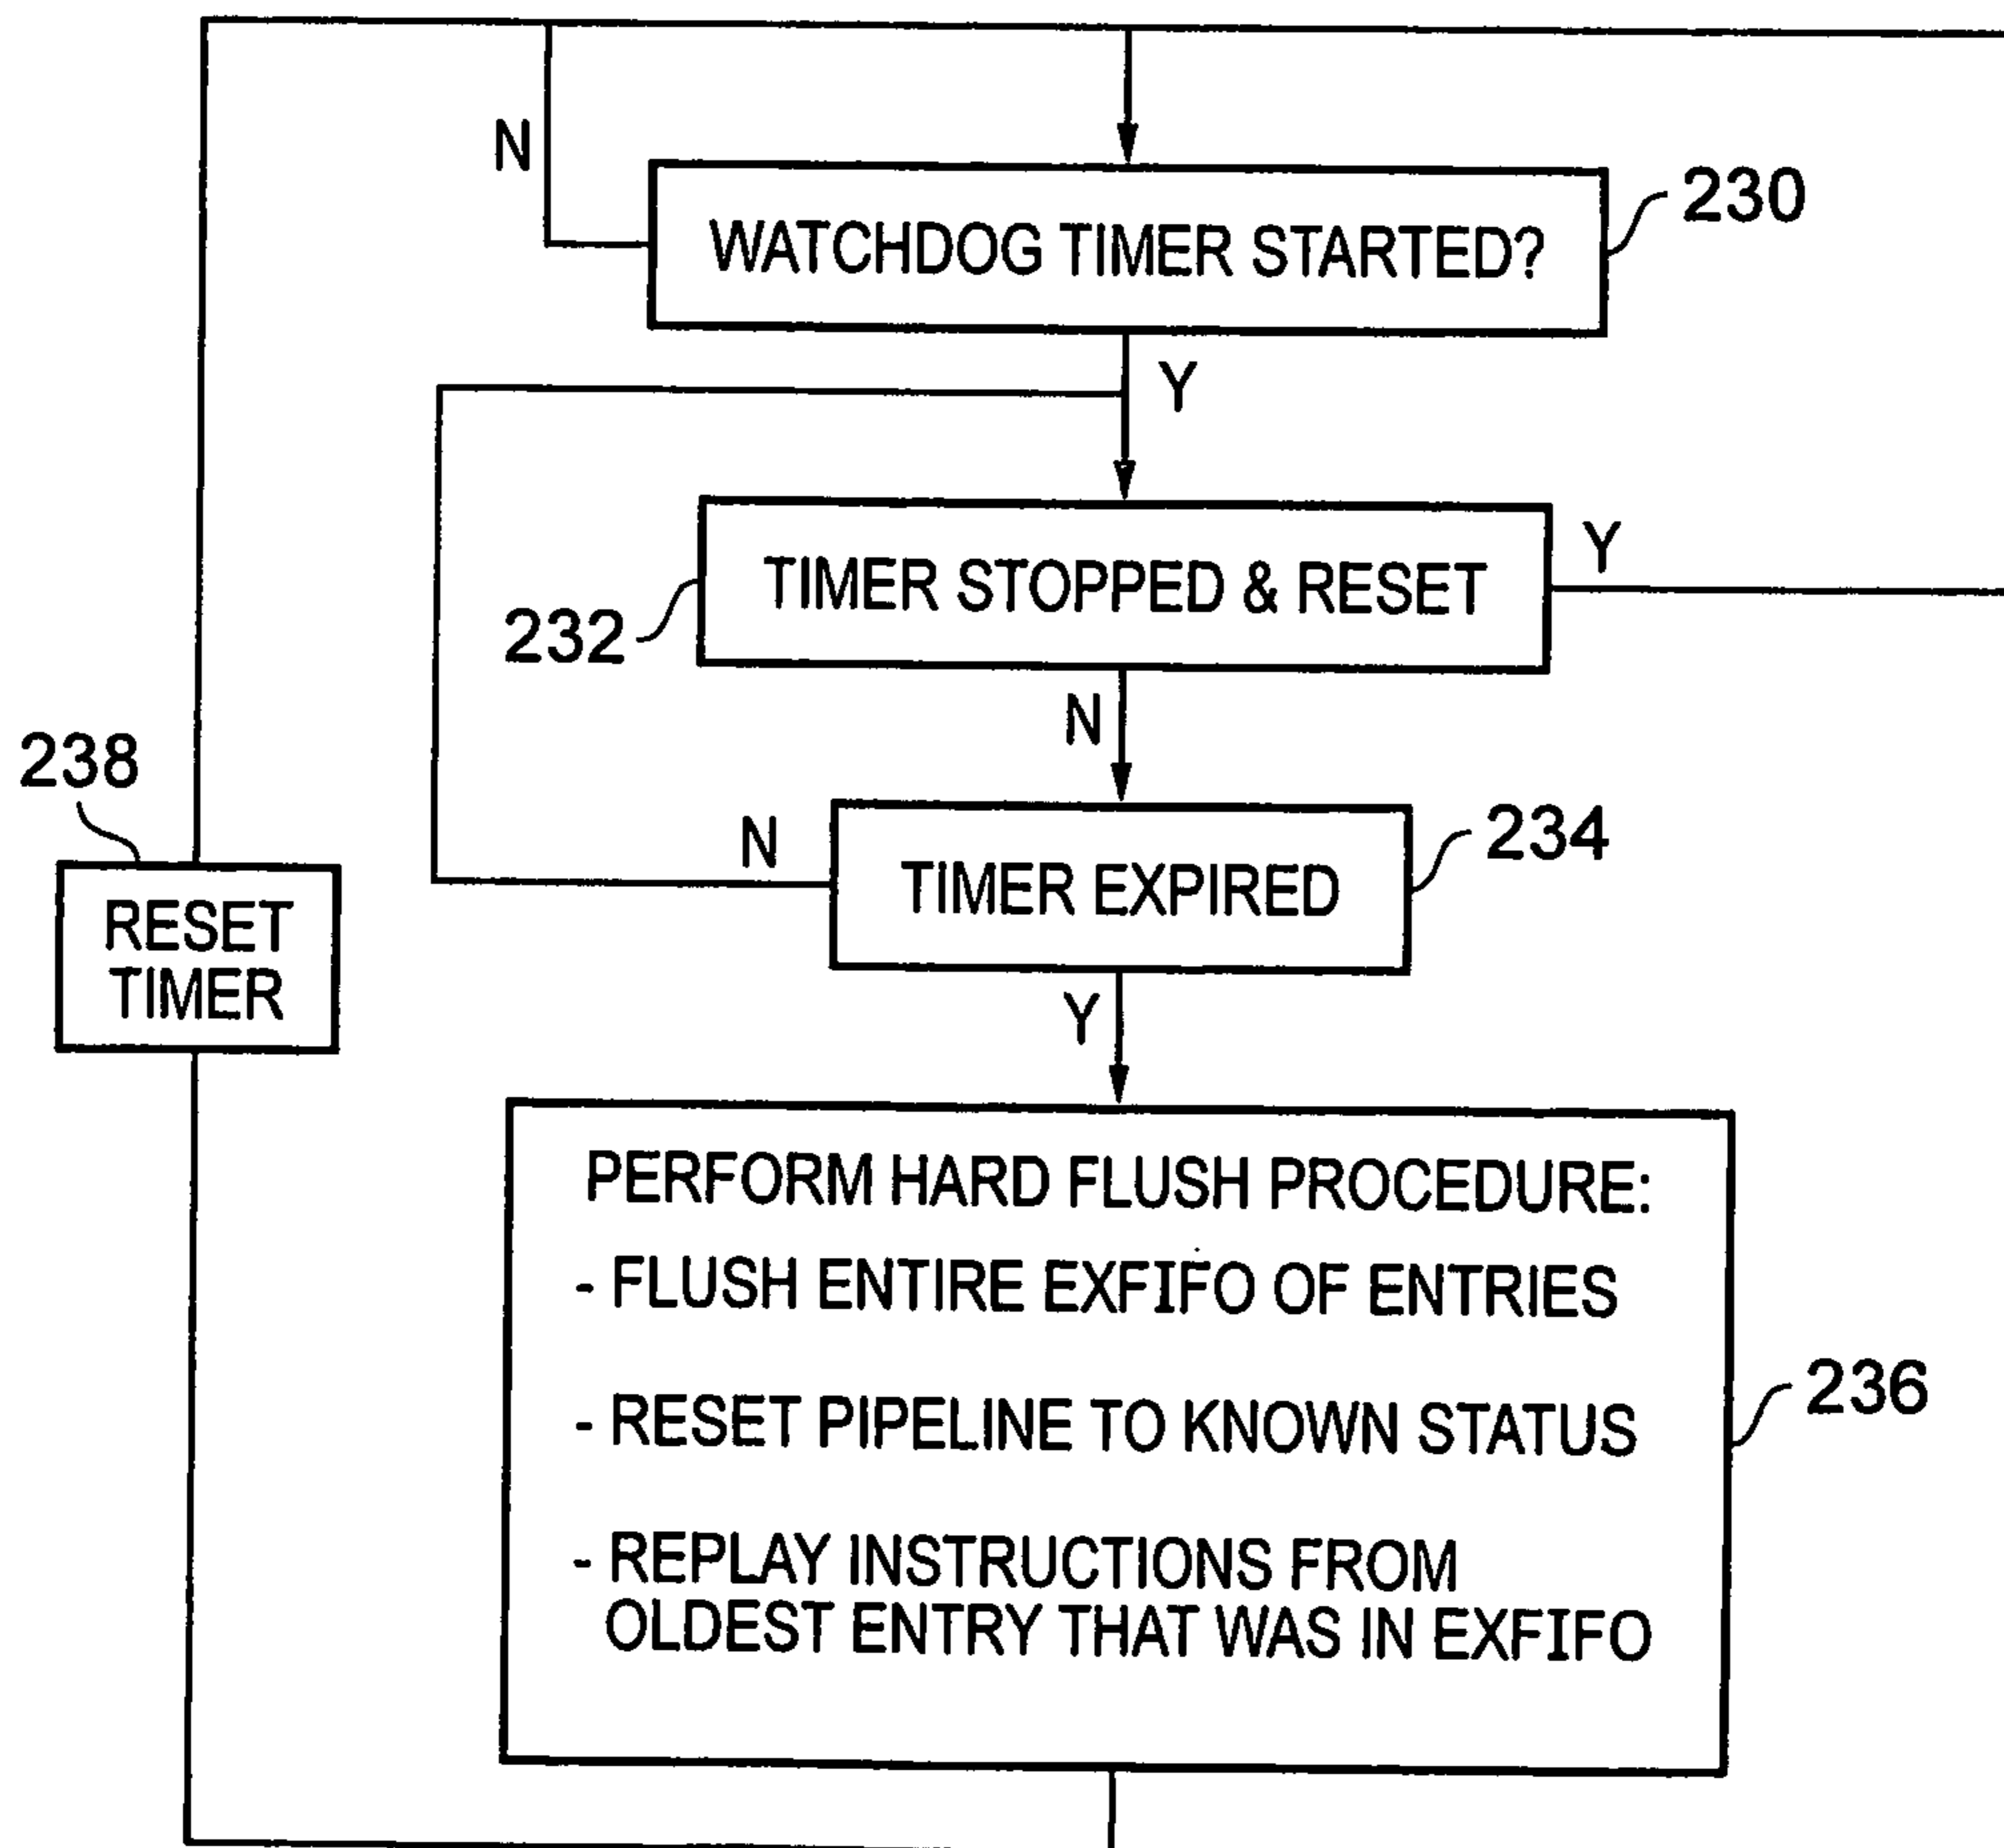 N
WATCHDOG TIMER STARTED?
230
Y
TIMER STOPPED & RESET
Y
232
N
238
N
TIMER EXPIRED
234
RESET
TIMER
Y
PERFORM HARD FLUSH PROCEDURE:
- FLUSH ENTIRE EXFIFO OF ENTRIES
- RESET PIPELINE TO KNOWN STATUS
236
- REPLAY INSTRUCTIONS FROM
OLDEST ENTRY THAT WAS IN EXFIFO